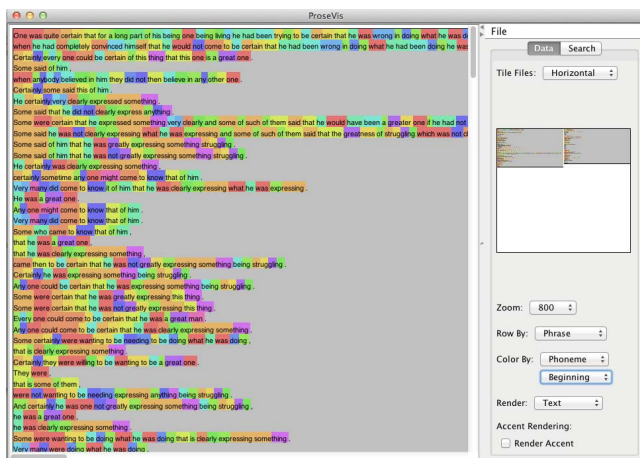 ProseVis
One was quite certain that for a long part of his being one being living he had been trying to be certain that he was wrong in doing what he was d
when he had completely convinced himself that he would not come to be certain that he had been wrong in doing what he had been doing he was
Certainly every one could be certain of this thing that this one is a great one .
Some said of him ,
when anybody believed in him they did not then believe in any other one .
Certainly some said this of him .
He certainly very clearly expressed something .
Some said that he did not clearly express anything .
Some were certain that he expressed something very clearly and some of such of them said that he would have been a greater one if he had not
Some said he was not clearly expressing what he was expressing and some of such of them said that the greatness of struggling which was not cl
Some said of him that he was greatly expressing something struggling .
Some said of him that he was not greatly expressing something struggling .
He certainly was clearly expressing something ,
certainly sometime any one might come to know that of him .
Very many did come to know it of him that he was clearly expressing what he was expressing .
He was a great one .
Any one might come to know that of him .
Very many did come to know that of him .
Some who came to know that of him ,
that he was a great one ,
that he was clearly expressing something ,
came then to be certain that he was not greatly expressing something being struggling .
Certainly he was expressing something being struggling .
Any one could be certain that he was expressing something being struggling .
Some were certain that he was greatly expressing this thing .
Some were certain that he was not greatly expressing this thing .
Every one could come to be certain that he was a great man .
Any one could come to be certain that he was clearly expressing something .
Some certainly were wanting to be needing to be doing what he was doing ,
that is clearly expressing something .
Certainly they were willing to be wanting to be a great one .
They were ,
that is some of them ,
were not wanting to be needing expressing anything being struggling .
And certainly he was one not greatly expressing something being struggling ,
he was a great one ,
he was clearly expressing something .
Some were wanting to be doing what he was doing that is clearly expressing something .
Very many were doing what he was doing ,
File
Data
Search
Tile Files: Horizontal
Zoom: 800
Row By: Phrase
Color By: Phoneme
Beginning
Render: Text
Accent Rendering:
Render Accent